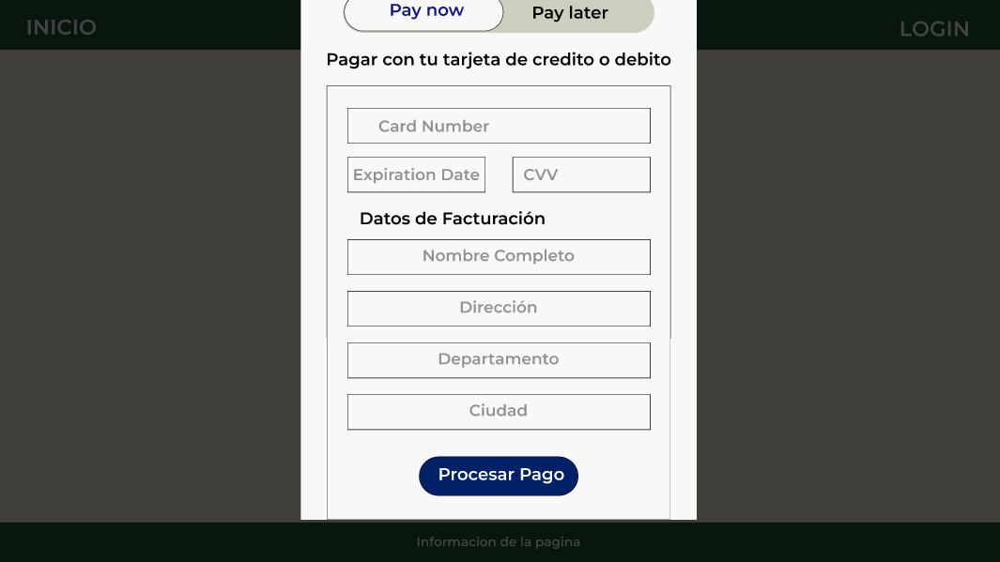 Pay now Pay later
INICIO
LOGIN
Pagar con tu tarjeta de credito o debito
Card Number
Expiration Date CVV
Datos de Facturación
Nombre Completo
Dirección
Departamento
Ciudad
Procesar Pago
Informacion de la pagina